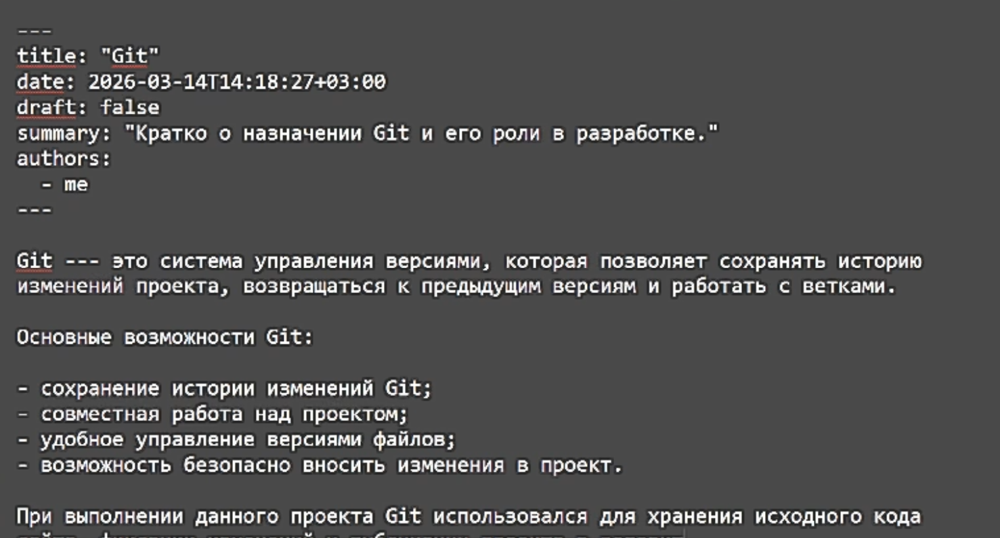 ---
title: "Git"
date: 2026-03-14T14:18:27+03:00
draft: false
summary: "Кратко о назначении Git и его роли в разработке."
authors:
  - me
---
Git --- это система управления версиями, которая позволяет сохранять историю
изменений проекта, возвращаться к предыдущим версиям и работать с ветками.
Основные возможности Git:
- сохранение истории изменений Git;
- совместная работа над проектом;
- удобное управление версиями файлов;
- возможность безопасно вносить изменения в проект.
При выполнении данного проекта Git использовался для хранения исходного кода